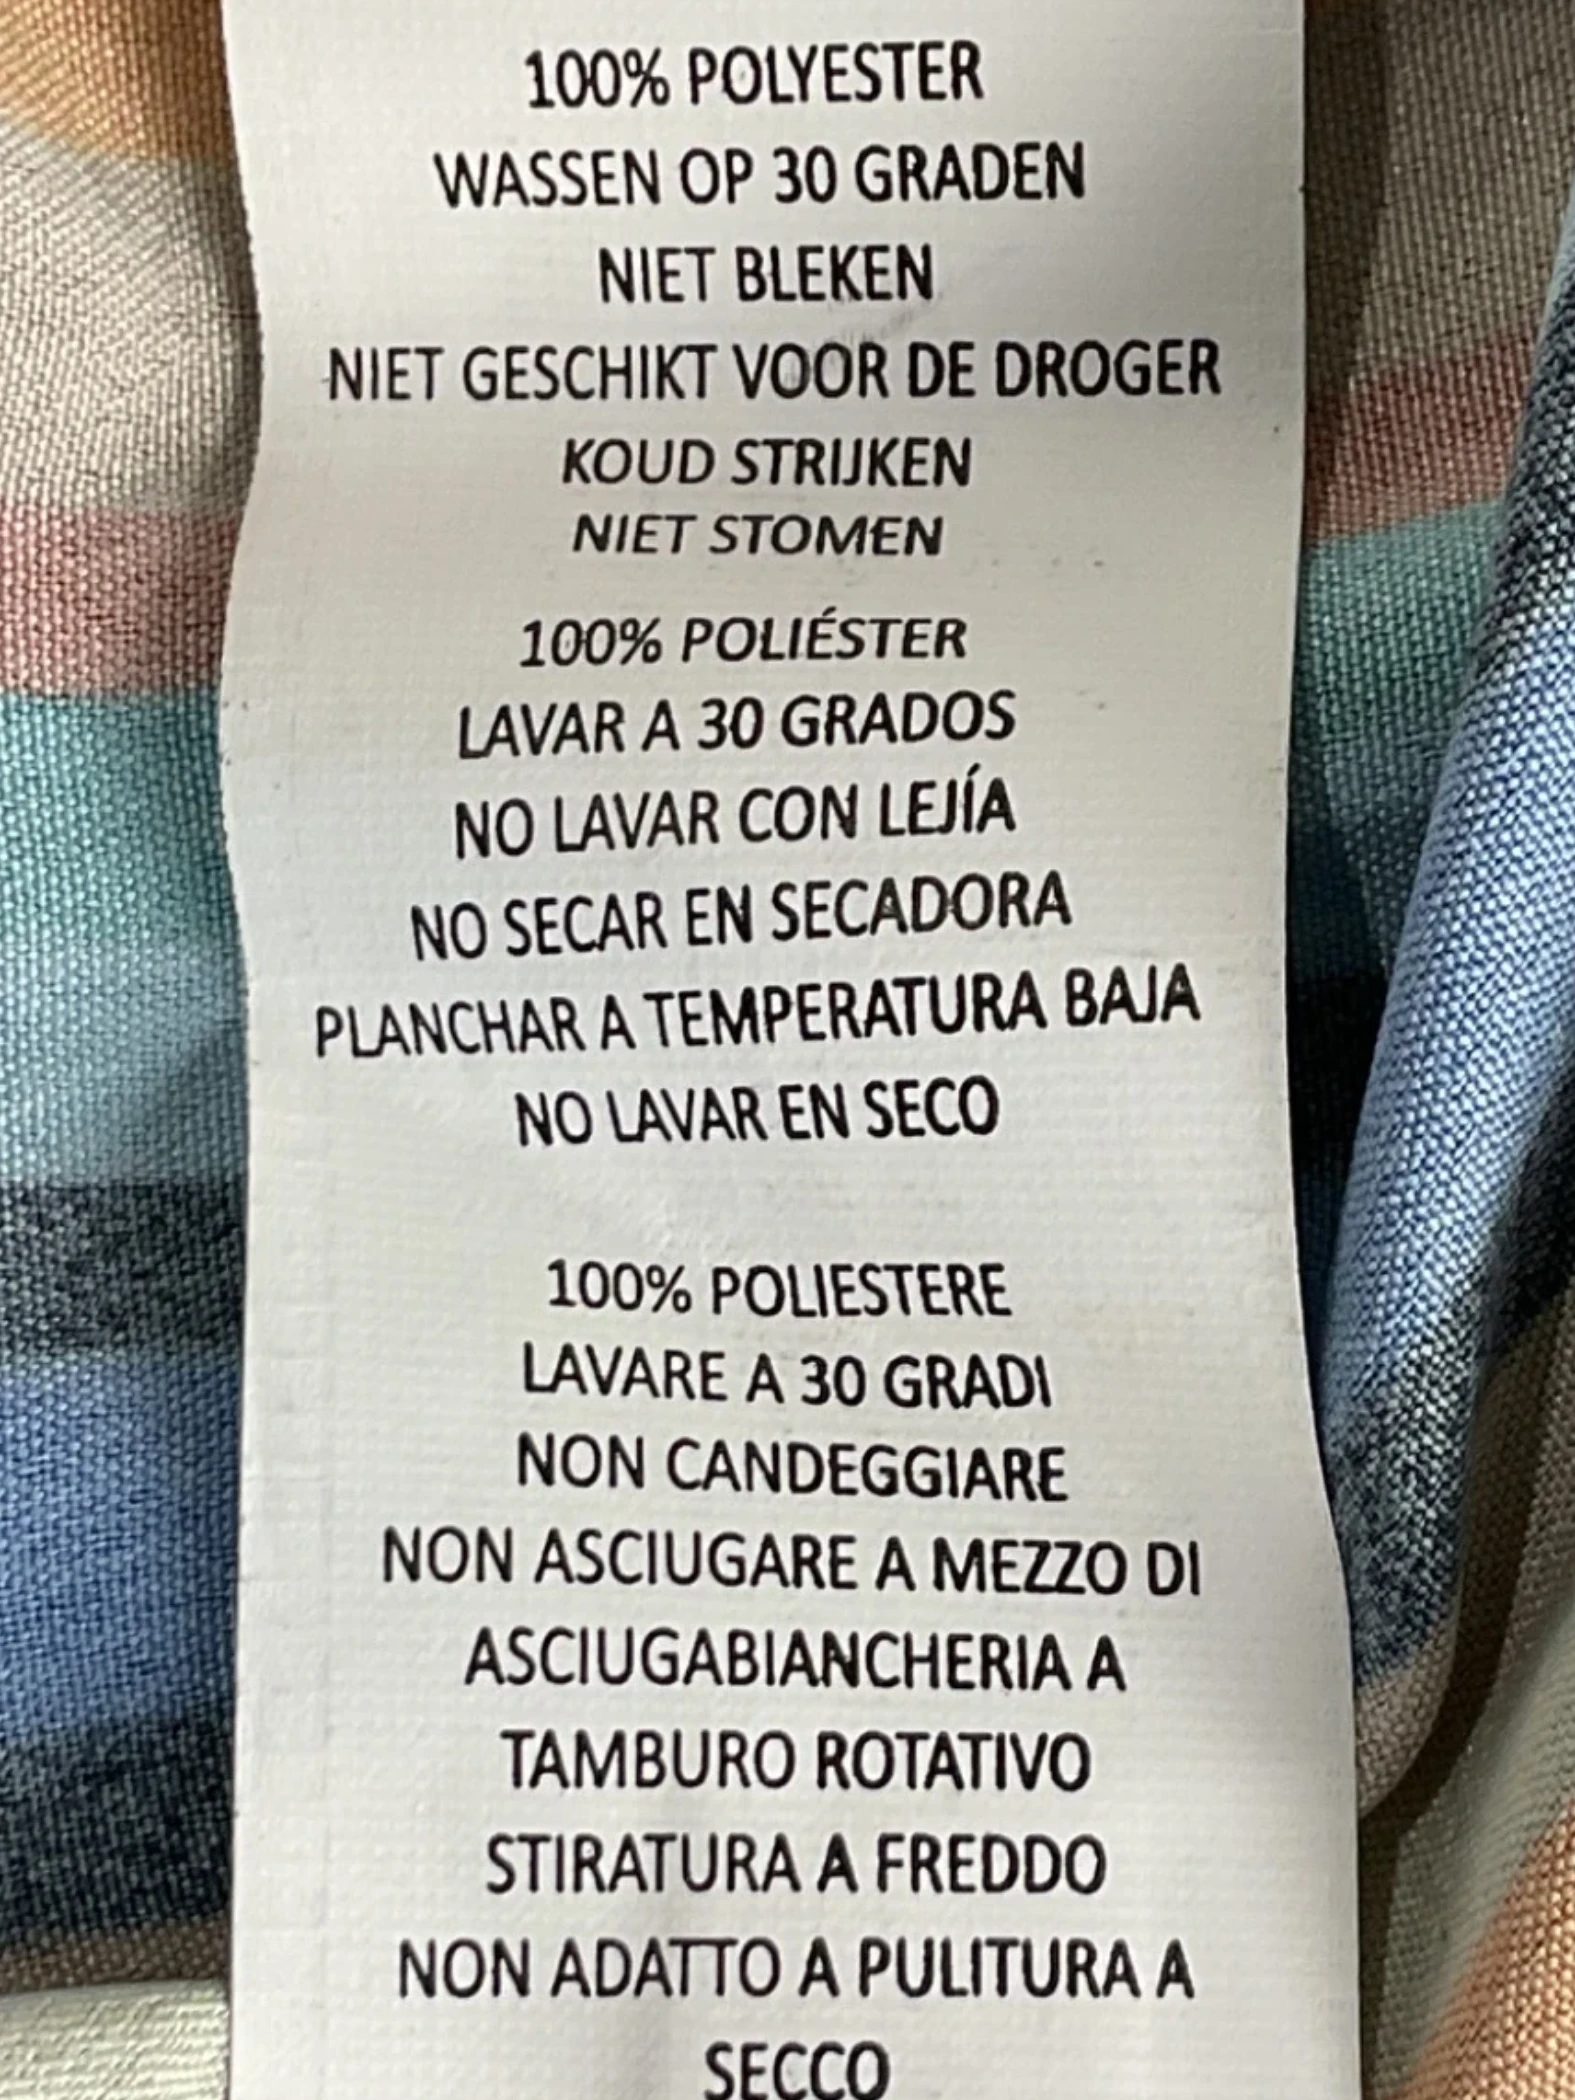 100% POLYESTER
WASSEN OP 30 GRADEN
NIET BLEKEN
NIET GESCHIKT VOOR DE DROGER
KOUD STRIJKEN
NIET STOMEN
100% POLIÉSTER
LAVAR A 30 GRADOS
NO LAVAR CON LEJÍA
NO SECAR EN SECADORA
PLANCHAR A TEMPERATURA BAJA
NO LAVAR EN SECO
100% POLIESTERE
LAVARE A 30 GRADI
NON CANDEGGIARE
NON ASCIUGARE A MEZZO DI
ASCIUGABIANCHERIA A
TAMBURO ROTATIVO
STIRATURA A FREDDO
NON ADATTO A PULITURA A
SECCO